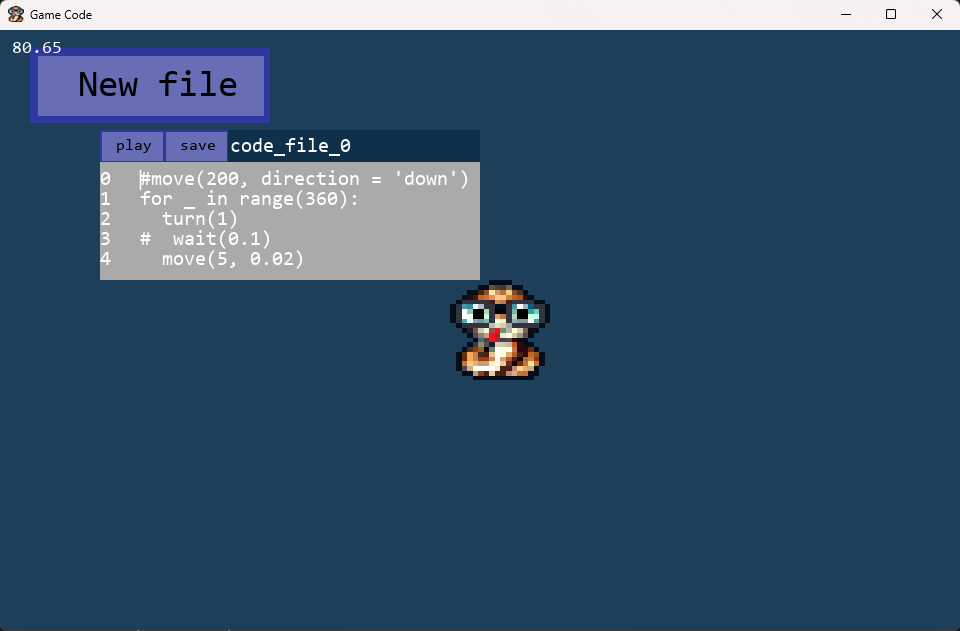 Game Code
80.65
New file
play save code_file_0
0 #move(200, direction = 'down')
1 for _ in range(360):
2   turn(1)
3 #  wait(0.1)
4   move(5, 0.02)